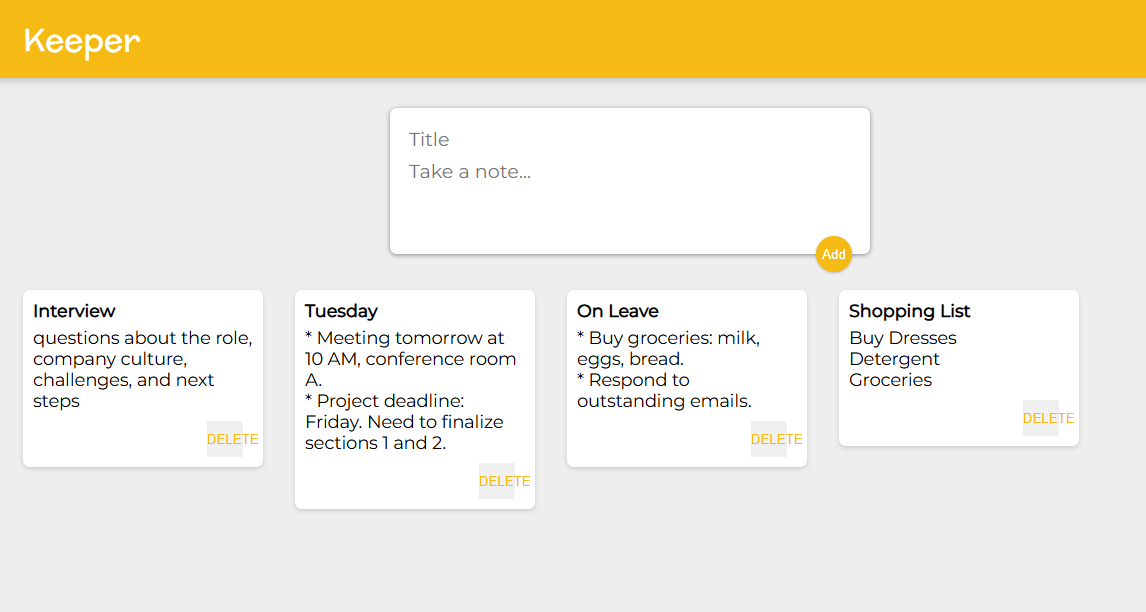 Keeper
Title
Take a note...
Add
Interview
questions about the role,
company culture,
challenges, and next
steps
DELETE
Tuesday
* Meeting tomorrow at
10 AM, conference room
A.
* Project deadline:
Friday. Need to finalize
sections 1 and 2.
DELETE
On Leave
* Buy groceries: milk,
eggs, bread.
* Respond to
outstanding emails.
DELETE
Shopping List
Buy Dresses
Detergent
Groceries
DELETE